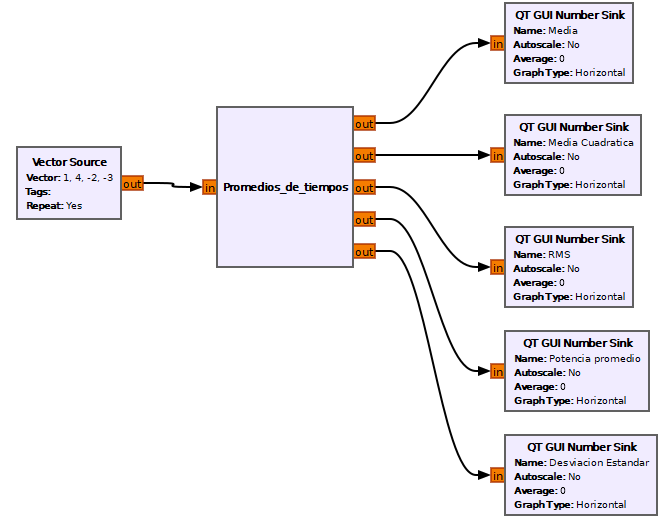 QT GUI Number Sink
Name: Media
Autoscale: No
Average: 0
Graph Type: Horizontal
in
Vector Source
Vector: 1, 4, -2, -3
Tags:
Repeat: Yes
out
in
Promedios_de_tiempos
out
out
out
out
out
QT GUI Number Sink
Name: Media Cuadratica
Autoscale: No
Average: 0
Graph Type: Horizontal
in
QT GUI Number Sink
Name: RMS
Autoscale: No
Average: 0
Graph Type: Horizontal
in
QT GUI Number Sink
Name: Potencia promedio
Autoscale: No
Average: 0
Graph Type: Horizontal
in
QT GUI Number Sink
Name: Desviacion Estandar
Autoscale: No
Average: 0
Graph Type: Horizontal
in